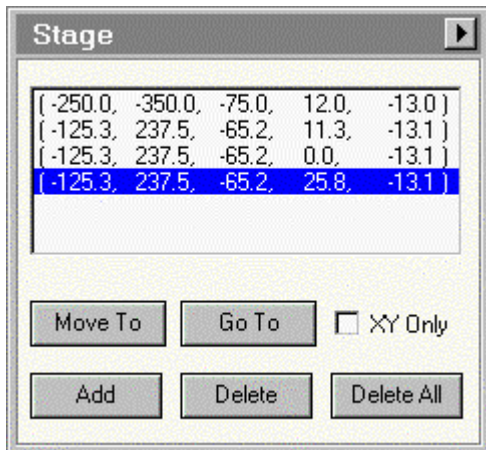 Stage
( -250.0, -350.0, -75.0, 12.0, -13.0 )
( -125.3, 237.5, -65.2, 11.3, -13.1 )
( -125.3, 237.5, -65.2, 0.0, -13.1 )
( -125.3, 237.5, -65.2, 25.8, -13.1 )
Move To Go To XY Only
Add Delete Delete All